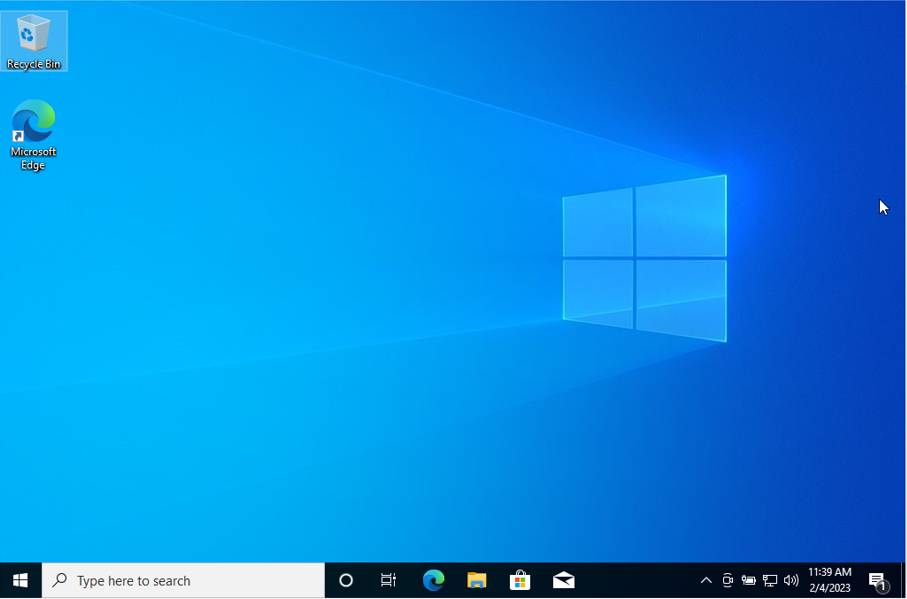 Recycle Bin
Microsoft
Edge
Type here to search
11:39 AM
2/4/2023
1